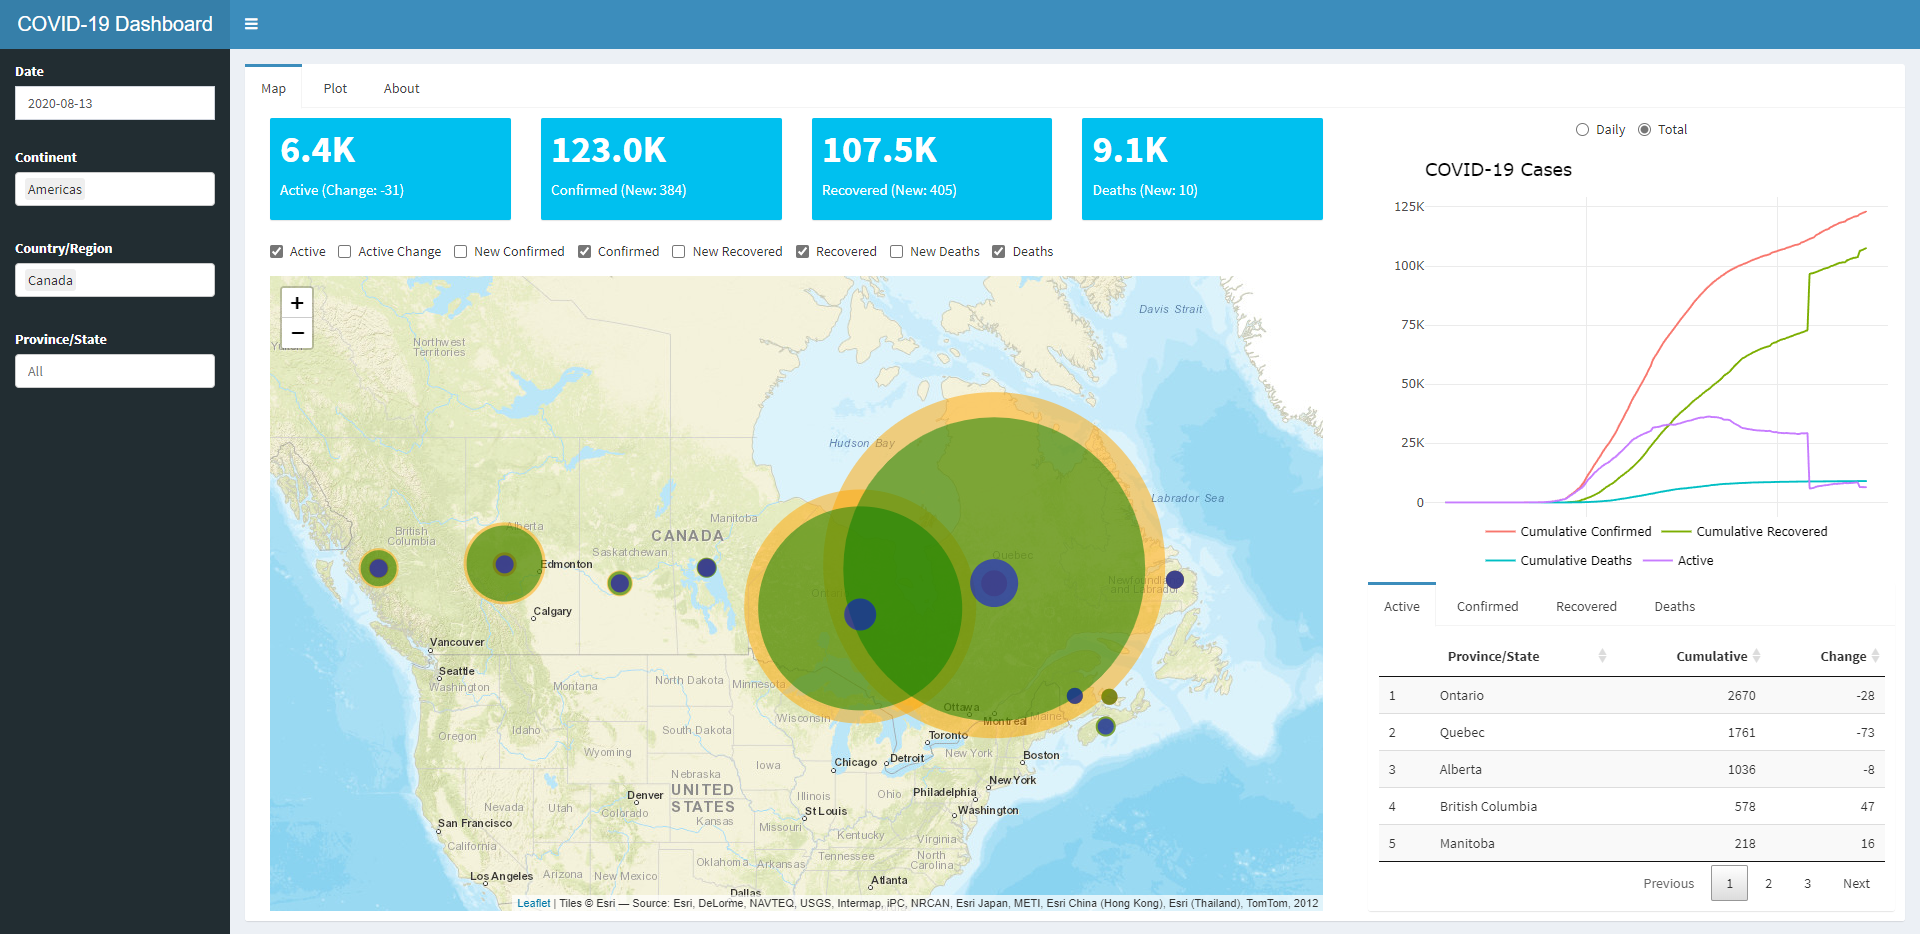 COVID-19 Dashboard
Date
2020-08-13
Continent
Americas
Country/Region
Canada
Province/State
All
Map Plot About
6.4K
Active (Change: -31)
123.0K
Confirmed (New: 384)
107.5K
Recovered (New: 405)
9.1K
Deaths (New: 10)
Active Active Change New Confirmed Confirmed New Recovered Recovered New Deaths Deaths
+
−
Davis Strait
Northwest
Territories
Hudson Bay
Labrador Sea
Manitoba
CANADA
Alberta
British
Columbia
Saskatchewan
Edmonton
Quebec
Newfoundland
and Labrador
Ontario
Calgary
Vancouver
Seattle
Washington
Montana
North Dakota
Minnesota
Ottawa
Montreal
Maine
Wisconsin
Oregon
Idaho
South Dakota
Toronto
Wyoming
Iowa
Chicago
Detroit
New York
Boston
Nebraska
UNITED
STATES
New York
Denver
Nevada
Utah
Colorado
Kansas
Illinois
Ohio
Philadelphia
Washington
St Louis
Missouri
San Francisco
California
Kentucky
Virginia
Oklahoma
Arkansas
Tennessee
North
Carolina
Los Angeles
Arizona
New Mexico
Atlanta
Dallas
Leaflet | Tiles © Esri — Source: Esri, DeLorme, NAVTEQ, USGS, Intermap, iPC, NRCAN, Esri Japan, METI, Esri China (Hong Kong), Esri (Thailand), TomTom, 2012
Daily Total
COVID-19 Cases
125K
100K
75K
50K
25K
0
Cumulative Confirmed Cumulative Recovered
Cumulative Deaths Active
Active Confirmed Recovered Deaths
Province/State Cumulative Change
1 Ontario 2670 -28
2 Quebec 1761 -73
3 Alberta 1036 -8
4 British Columbia 578 47
5 Manitoba 218 16
Previous 1 2 3 Next